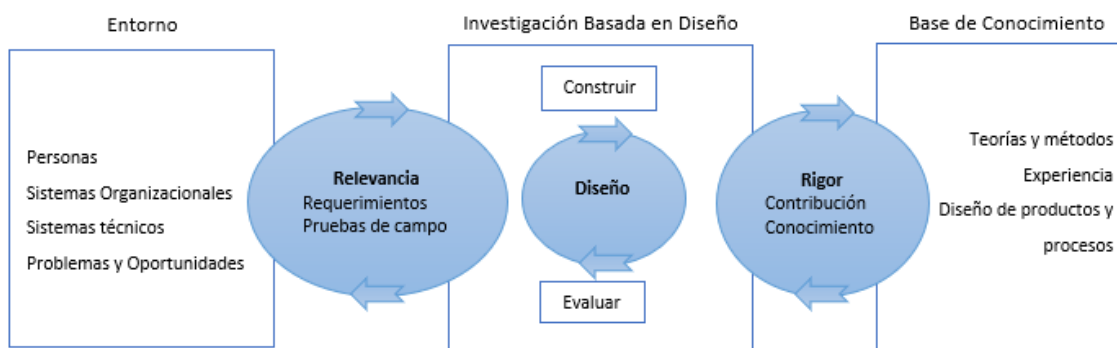 Entorno
Investigación Basada en Diseño
Base de Conocimiento
Personas
Sistemas Organizacionales
Sistemas técnicos
Problemas y Oportunidades
Relevancia
Requerimientos
Pruebas de campo
Construir
Diseño
Evaluar
Rigor
Contribución
Conocimiento
Teorías y métodos
Experiencia
Diseño de productos y
procesos